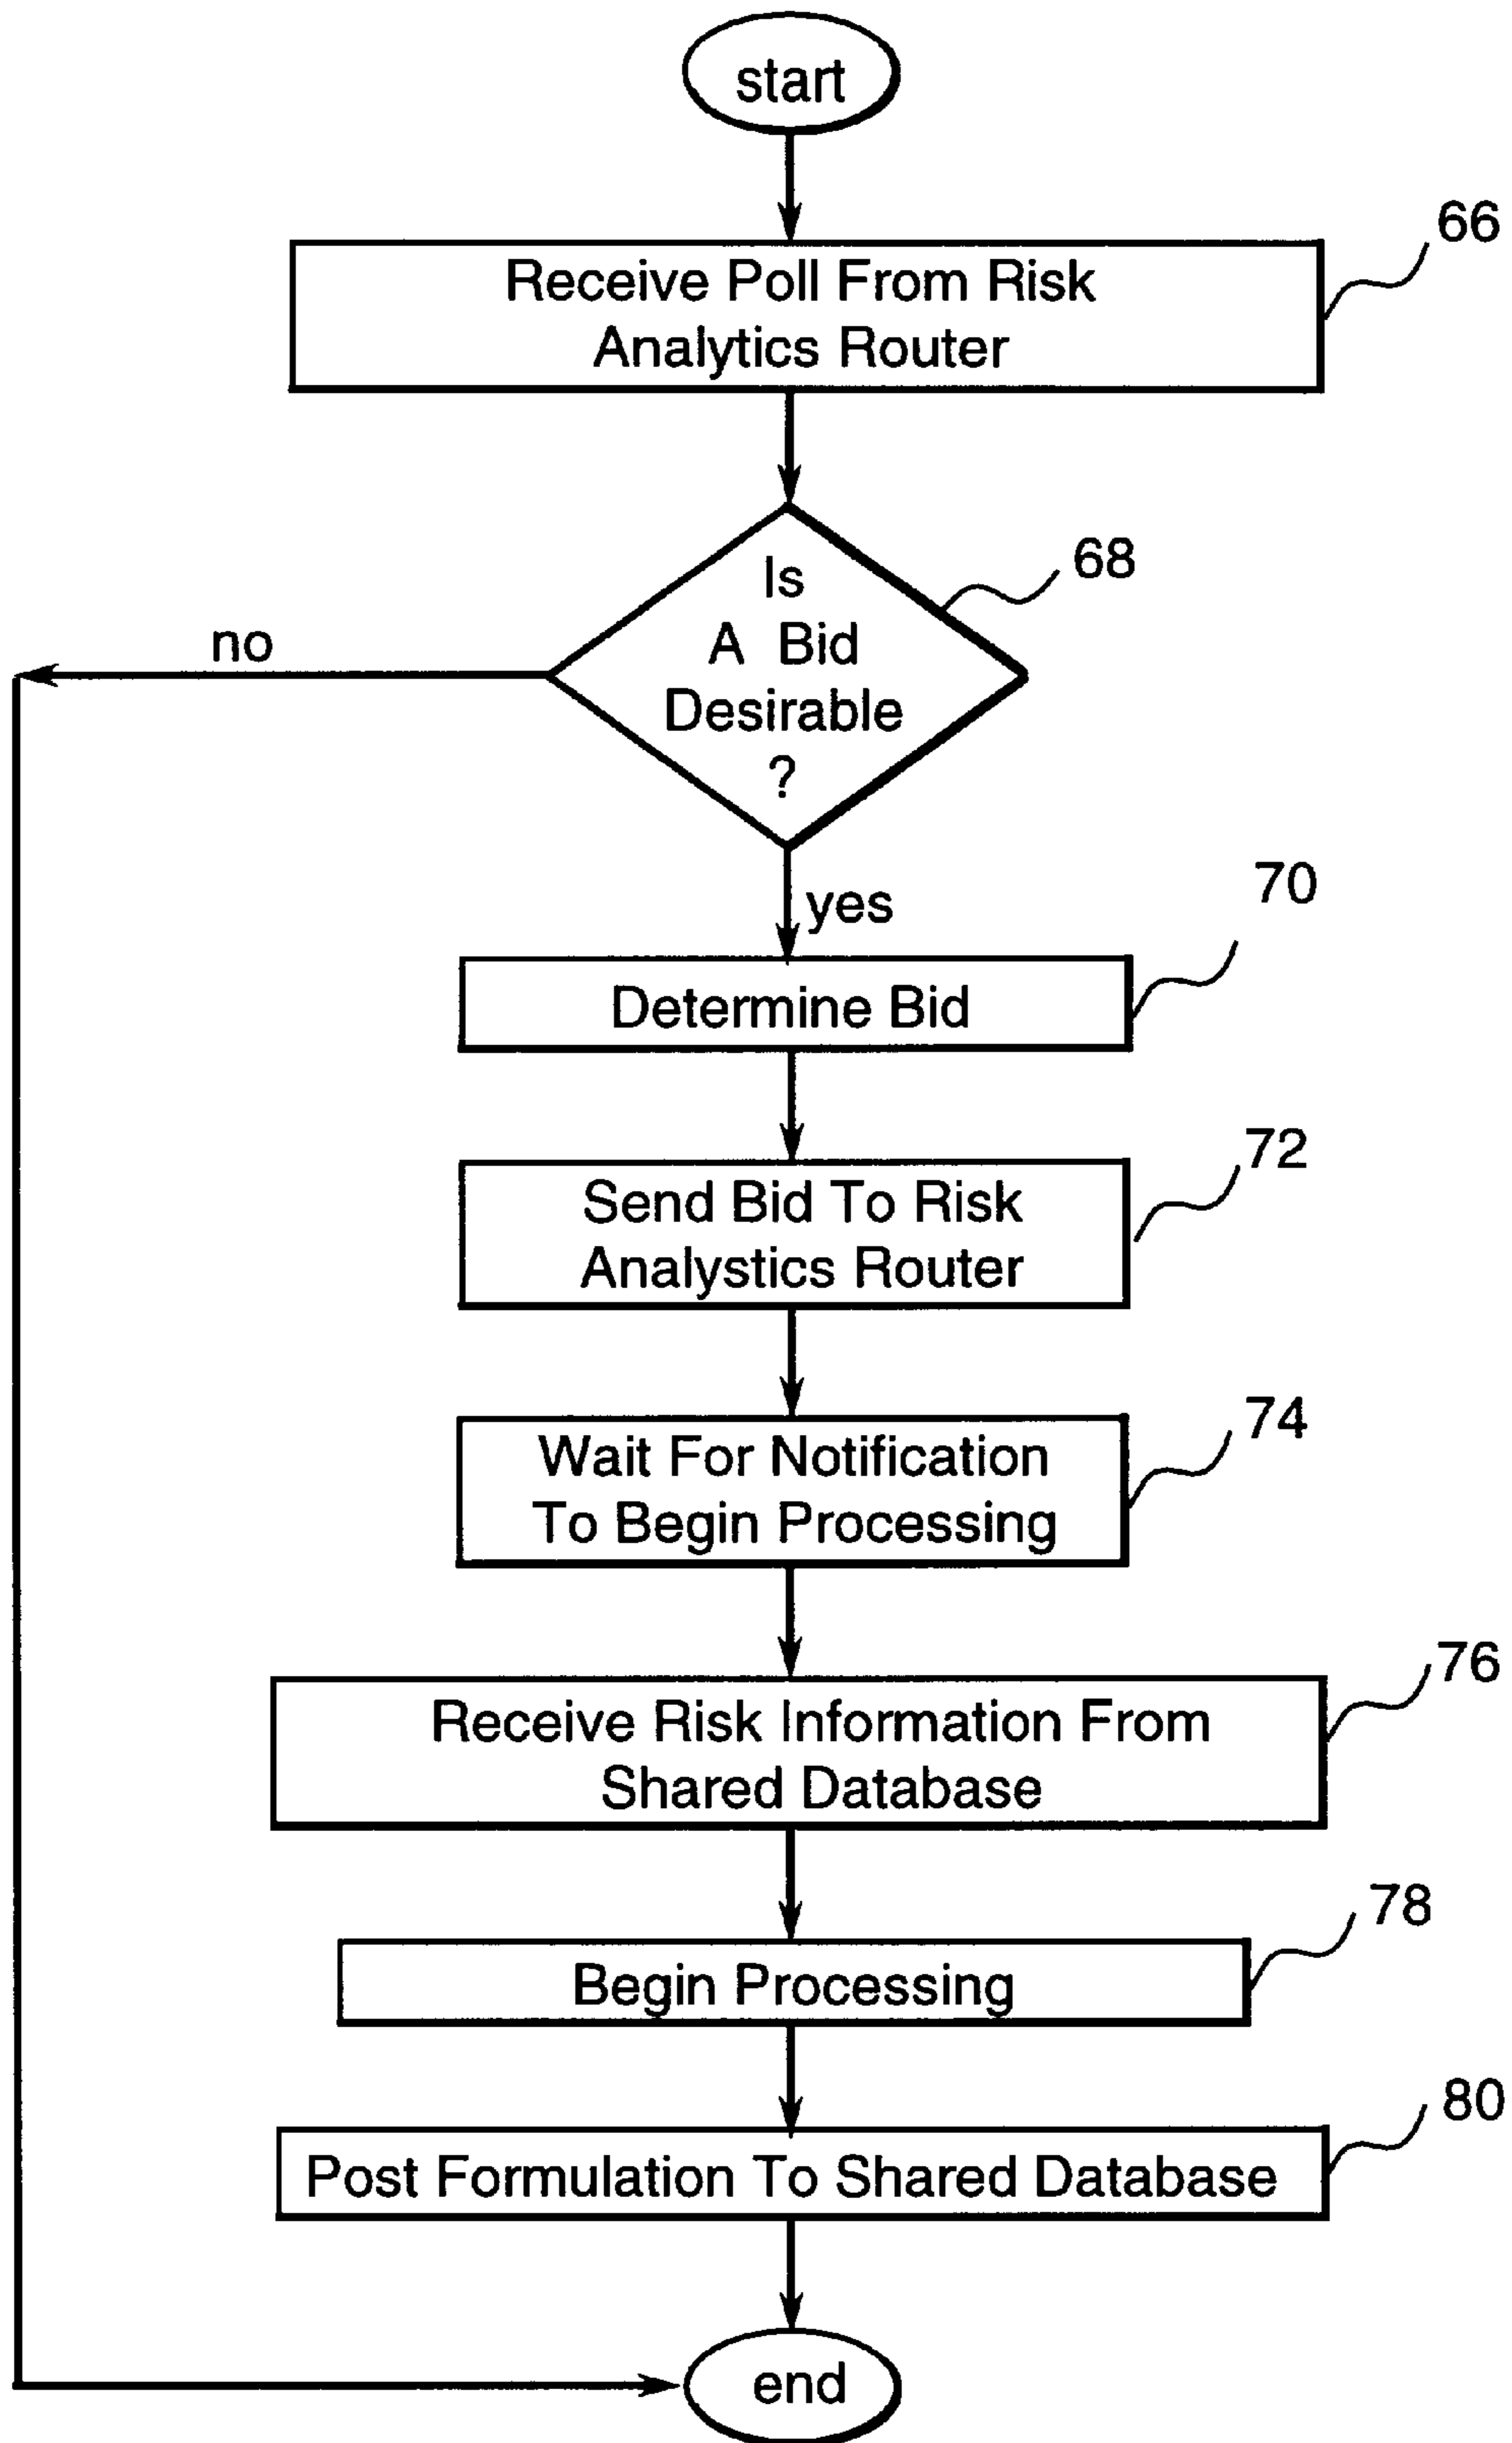 start
66
Receive Poll From Risk
Analytics Router
68
Is
A Bid
Desirable
?
no
yes
70
Determine Bid
72
Send Bid To Risk
Analystics Router
74
Wait For Notification
To Begin Processing
76
Receive Risk Information From
Shared Database
78
Begin Processing
80
Post Formulation To Shared Database
end